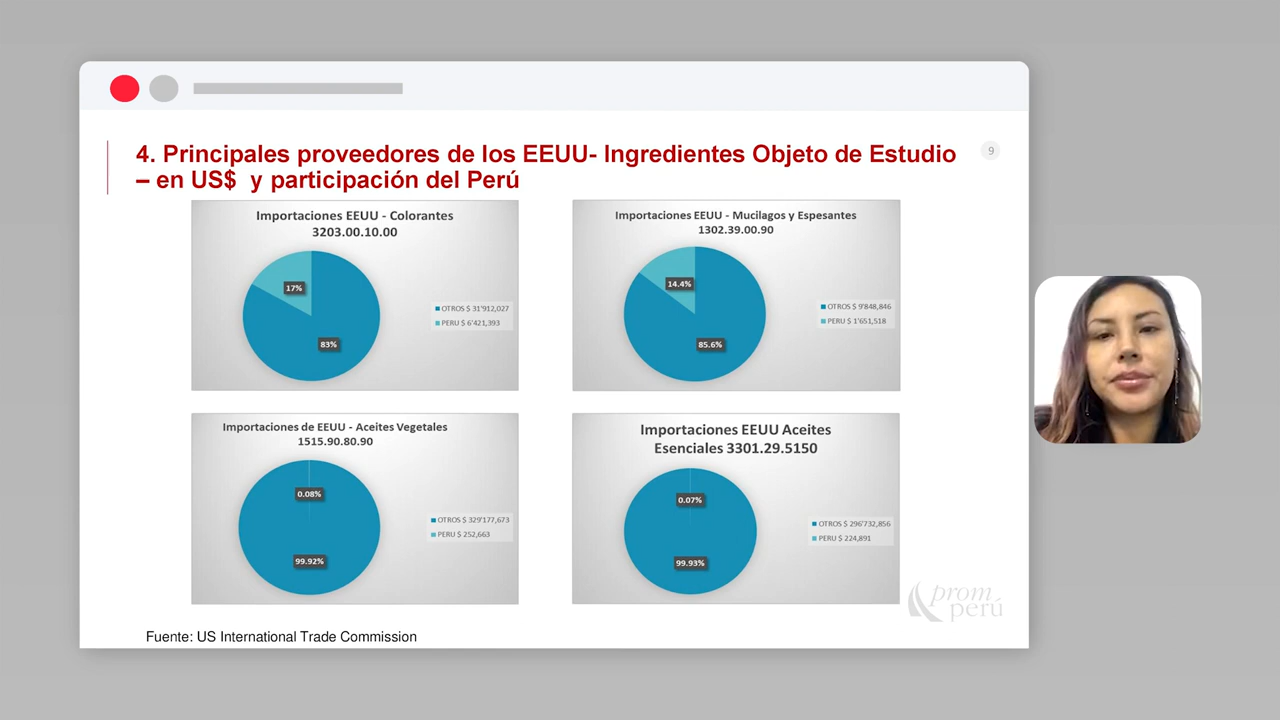 4. Principales proveedores de los EEUU- Ingredientes Objeto de Estudio
– en US$ y participación del Perú
9
Importaciones EEUU - Colorantes
3203.00.10.00
17%
83%
OTROS $ 31'912,027
PERU $ 6'421,393
Importaciones EEUU - Mucilagos y Espesantes
1302.39.00.90
14.4%
85.6%
OTROS $ 9'848,846
PERU $ 1'651,518
Importaciones de EEUU - Aceites Vegetales
1515.90.80.90
0.08%
99.92%
OTROS $ 329'177,673
PERU $ 252,663
Importaciones EEUU Aceites
Esenciales 3301.29.5150
0.07%
99.93%
OTROS $ 296'732,856
PERU $ 224,891
prom
perú
Fuente: US International Trade Commission